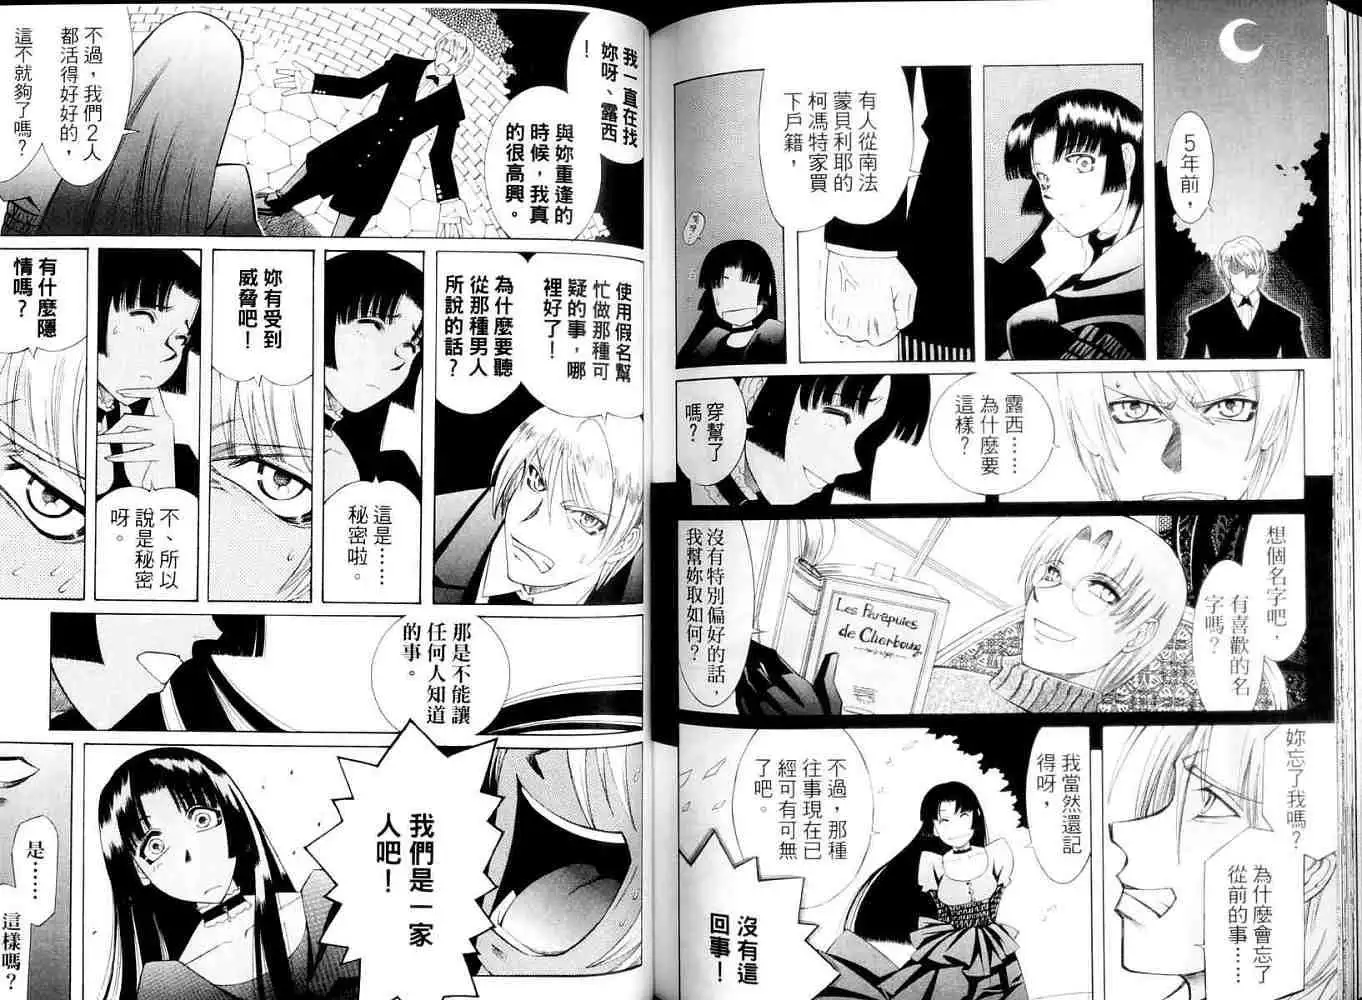 5年前，
有人從南法
蒙貝利耶的
柯馮特家買
下戶籍，
露西……
為什麼要
這樣？
穿幫了
嗎？
想個名字吧，
有喜歡的名
字嗎？
Les Parapuies
de Cherbourg
沒有特別偏好的話，
我幫妳取如何？
妳忘了我嗎？
為什麼會忘了
從前的事……
我當然還記
得呀，
不過，那種
往事現在已
經可有可無
了吧。
沒有這
回事！
我一直在找
妳呀、露西
！
與妳重逢的
時候，我真
的很高興。
不過，我們2人
都活得好好的，
這不就夠了嗎？
使用假名幫
忙做那種可
疑的事，哪
裡好了！
為什麼要聽
從那種男人
所說的話？
這是……
秘密啦。
妳有受到
威脅吧！
不、所以
說是秘密
呀。
有什麼隱
情嗎？
那是不能讓
任何人知道
的事。
我們是一家
人吧！
是……
這樣嗎？